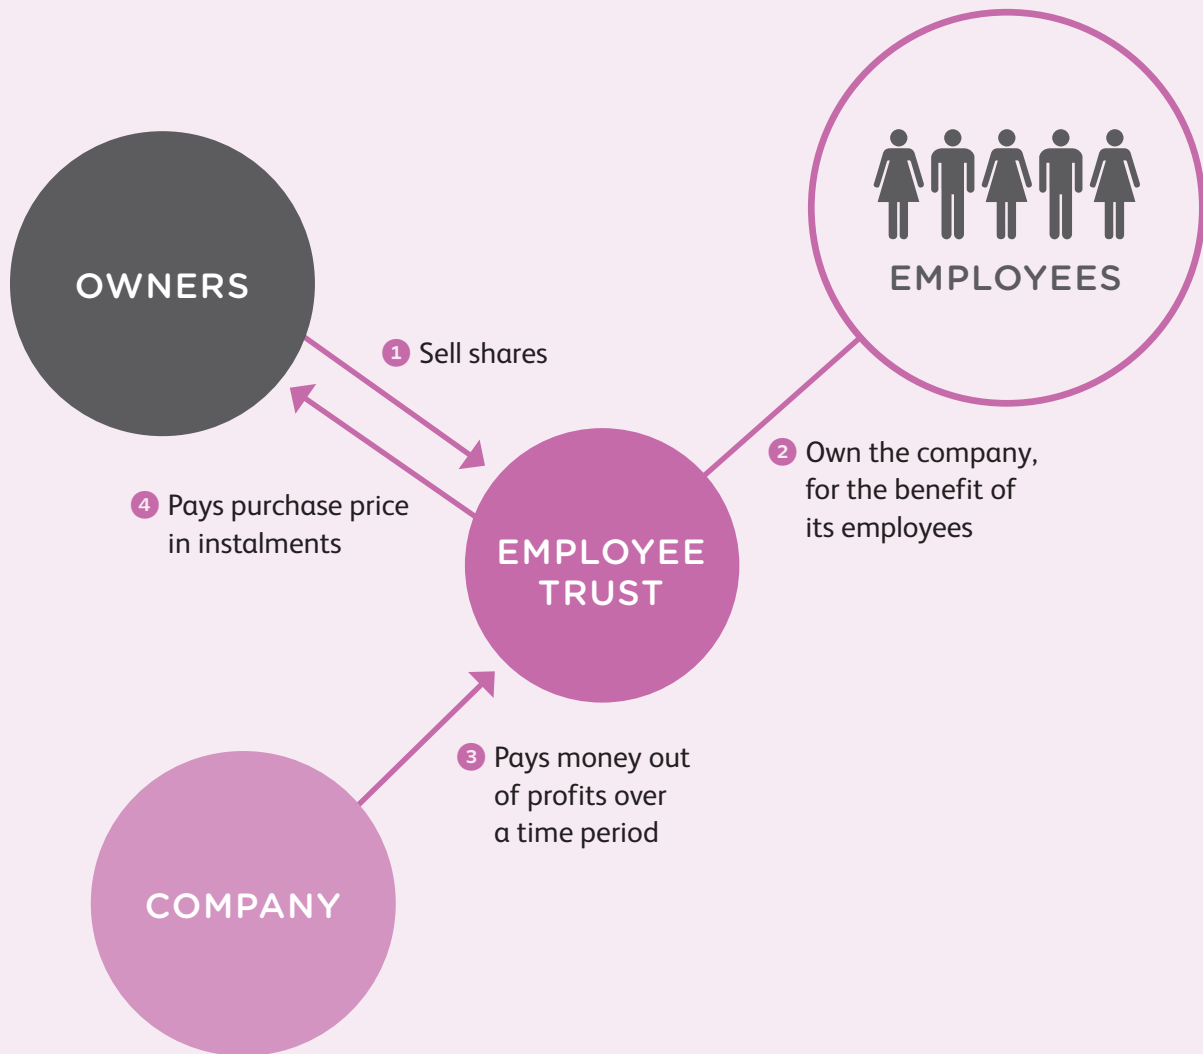 OWNERS
EMPLOYEES
1 Sell shares
2 Own the company,
for the benefit of
its employees
4 Pays purchase price
in instalments
EMPLOYEE
TRUST
3 Pays money out
of profits over
a time period
COMPANY